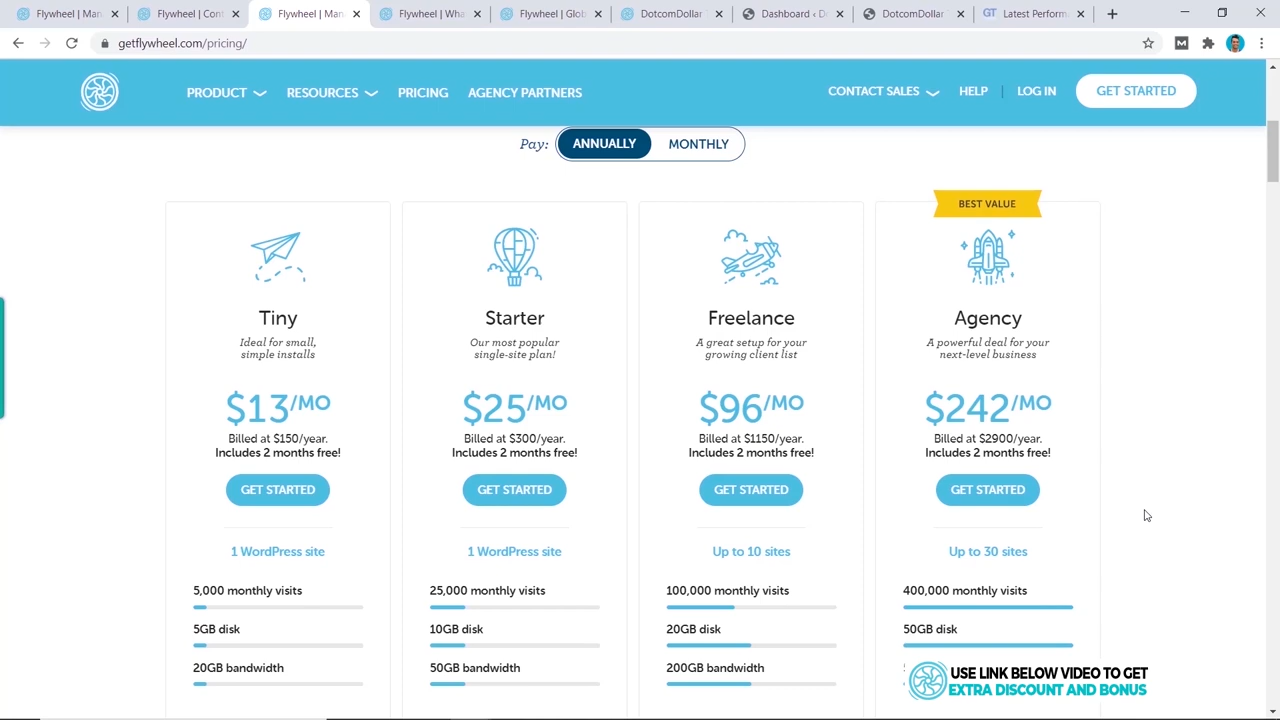 Flywheel | Man
Flywheel | Cont
Flywheel | Man
Flywheel | Wha
Flywheel | Glob
DotcomDollar
Dashboard ‹ D
DotcomDollar
Latest Perform
getflywheel.com/pricing/
PRODUCT
RESOURCES
PRICING
AGENCY PARTNERS
CONTACT SALES
HELP
LOG IN
GET STARTED
Pay:
ANNUALLY
MONTHLY
BEST VALUE
Tiny
Ideal for small,
simple installs
$13/MO
Billed at $150/year.
Includes 2 months free!
GET STARTED
1 WordPress site
5,000 monthly visits
5GB disk
20GB bandwidth
Starter
Our most popular
single-site plan!
$25/MO
Billed at $300/year.
Includes 2 months free!
GET STARTED
1 WordPress site
25,000 monthly visits
10GB disk
50GB bandwidth
Freelance
A great setup for your
growing client list
$96/MO
Billed at $1150/year.
Includes 2 months free!
GET STARTED
Up to 10 sites
100,000 monthly visits
20GB disk
200GB bandwidth
Agency
A powerful deal for your
next-level business
$242/MO
Billed at $2900/year.
Includes 2 months free!
GET STARTED
Up to 30 sites
400,000 monthly visits
50GB disk
USE LINK BELOW VIDEO TO GET
EXTRA DISCOUNT AND BONUS